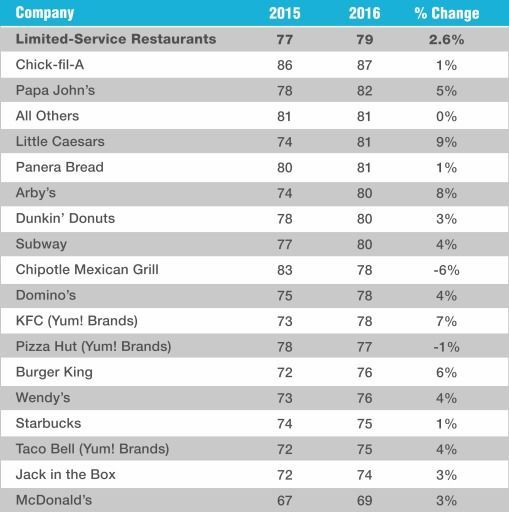 Company 2015 2016 % Change
Limited-Service Restaurants 77 79 2.6%
Chick-fil-A 86 87 1%
Papa John's 78 82 5%
All Others 81 81 0%
Little Caesars 74 81 9%
Panera Bread 80 81 1%
Arby's 74 80 8%
Dunkin' Donuts 78 80 3%
Subway 77 80 4%
Chipotle Mexican Grill 83 78 -6%
Domino's 75 78 4%
KFC (Yum! Brands) 73 78 7%
Pizza Hut (Yum! Brands) 78 77 -1%
Burger King 72 76 6%
Wendy's 73 76 4%
Starbucks 74 75 1%
Taco Bell (Yum! Brands) 72 75 4%
Jack in the Box 72 74 3%
McDonald's 67 69 3%